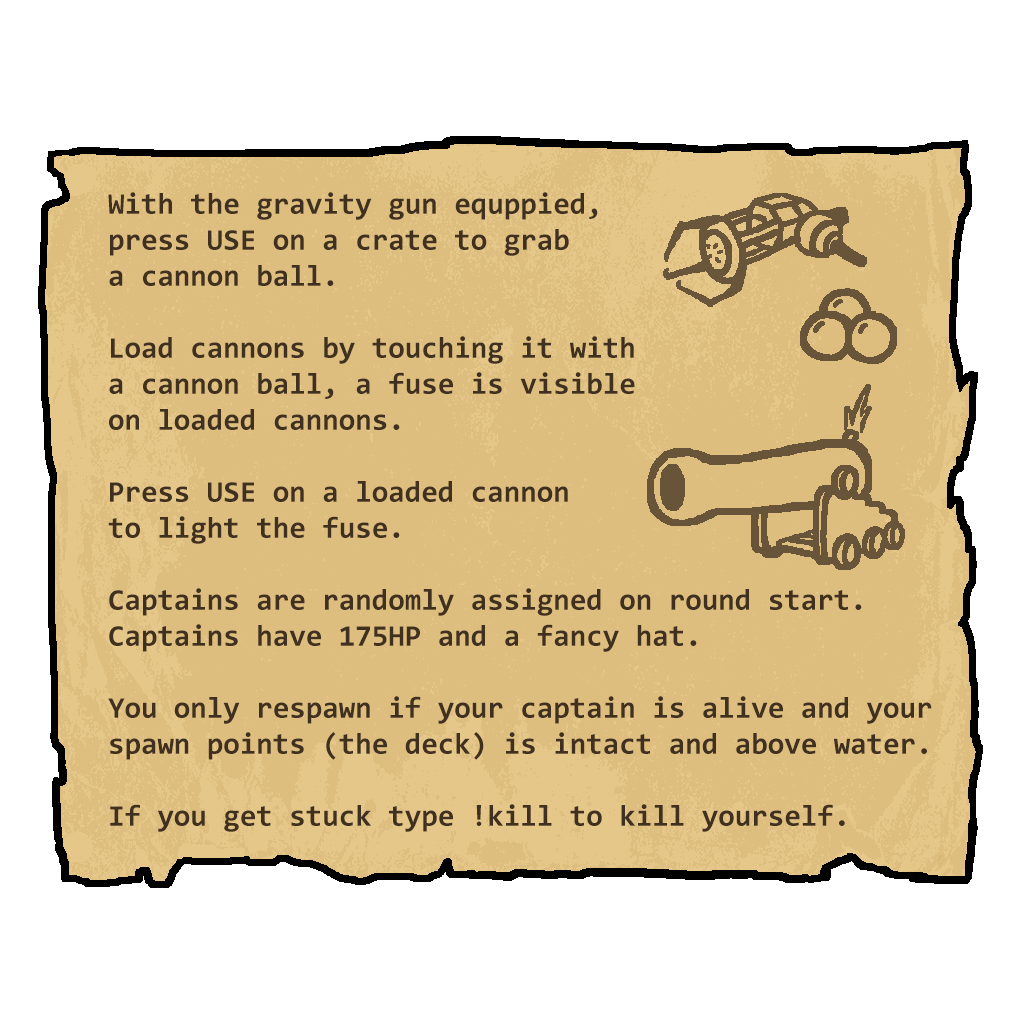 With the gravity gun equppied,
press USE on a crate to grab
a cannon ball.
Load cannons by touching it with
a cannon ball, a fuse is visible
on loaded cannons.
Press USE on a loaded cannon
to light the fuse.
Captains are randomly assigned on round start.
Captains have 175HP and a fancy hat.
You only respawn if your captain is alive and your
spawn points (the deck) is intact and above water.
If you get stuck type !kill to kill yourself.